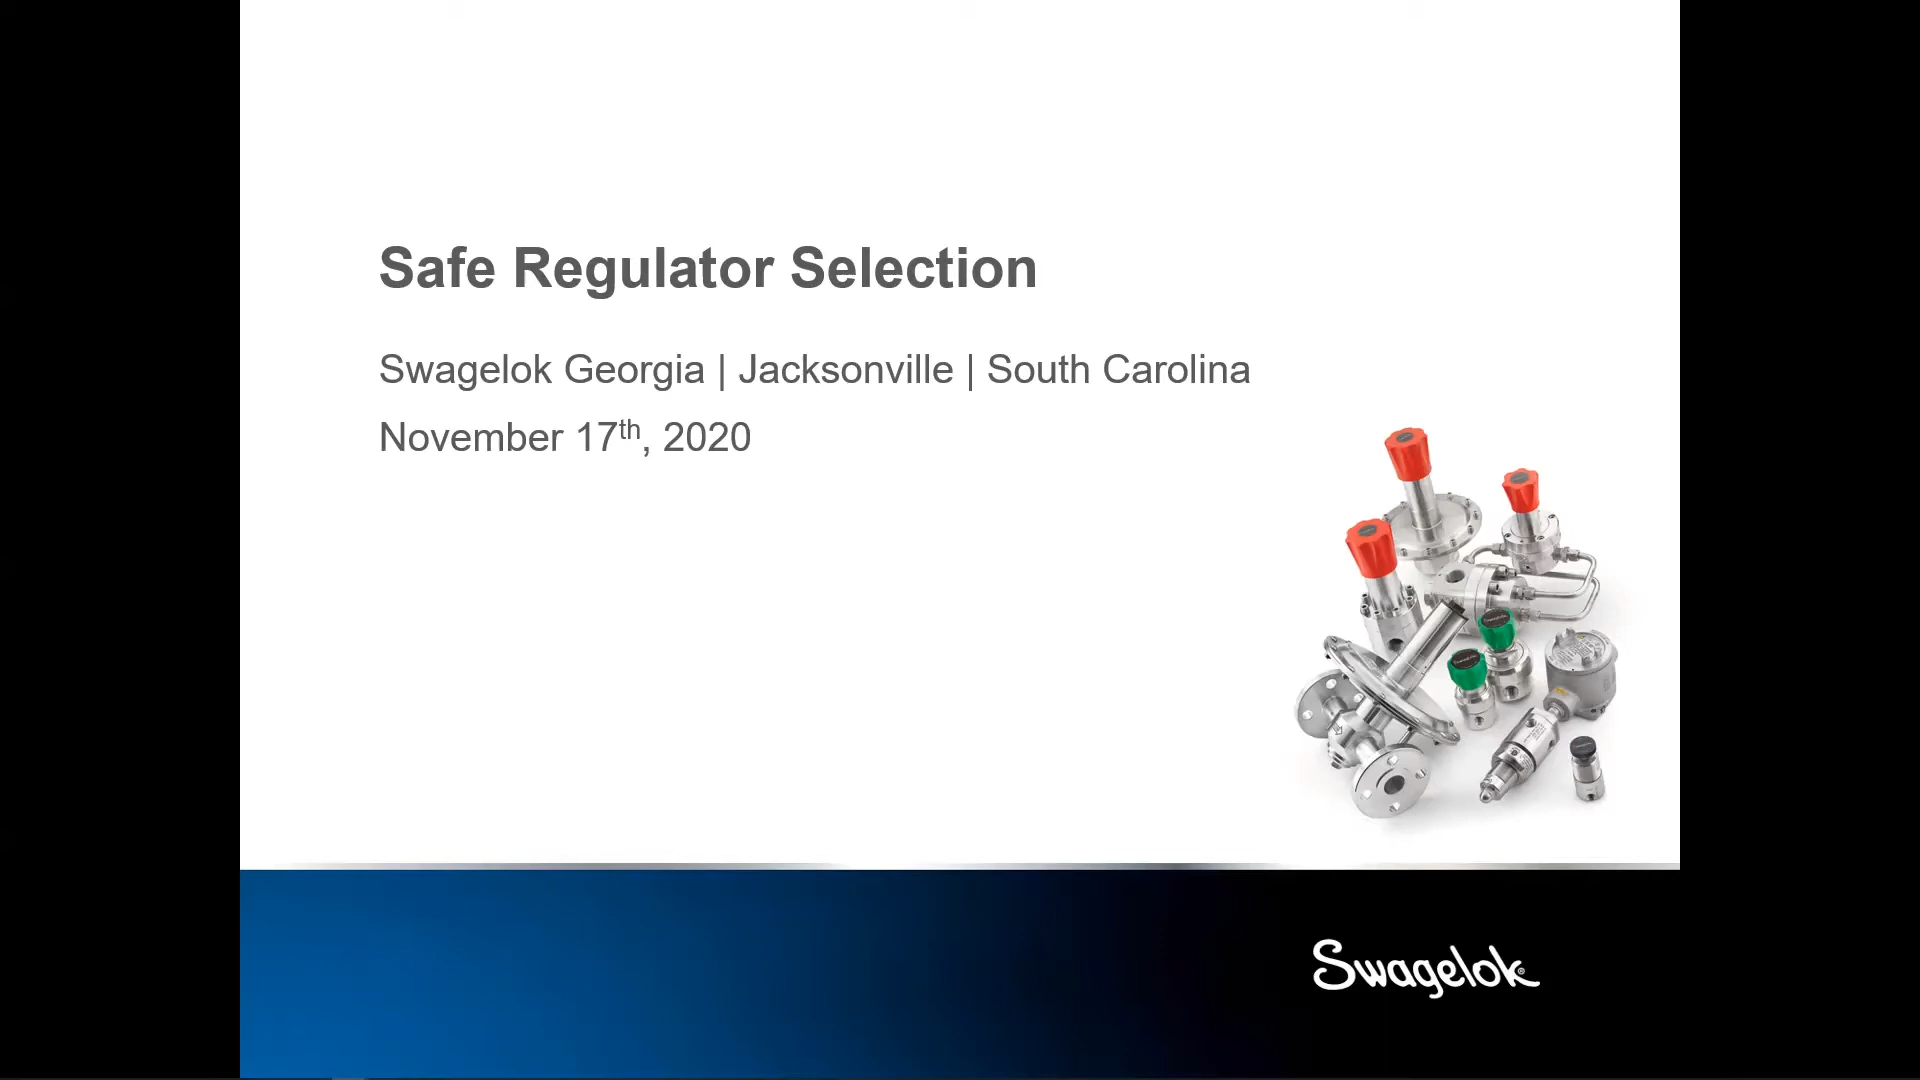 Safe Regulator Selection
Swagelok Georgia | Jacksonville | South Carolina
November 17th, 2020
Swagelok®